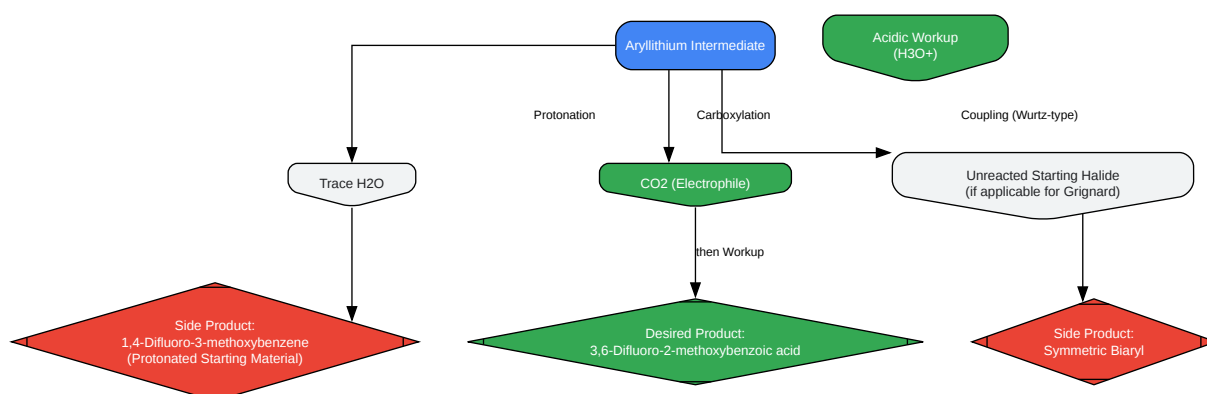 Aryllithium Intermediate
Acidic Workup
(H3O+)
Protonation
Carboxylation
Coupling (Wurtz-type)
Trace H2O
CO2 (Electrophile)
Unreacted Starting Halide
(if applicable for Grignard)
then Workup
Side Product:
1,4-Difluoro-3-methoxybenzene
(Protonated Starting Material)
Desired Product:
3,6-Difluoro-2-methoxybenzoic acid
Side Product:
Symmetric Biaryl